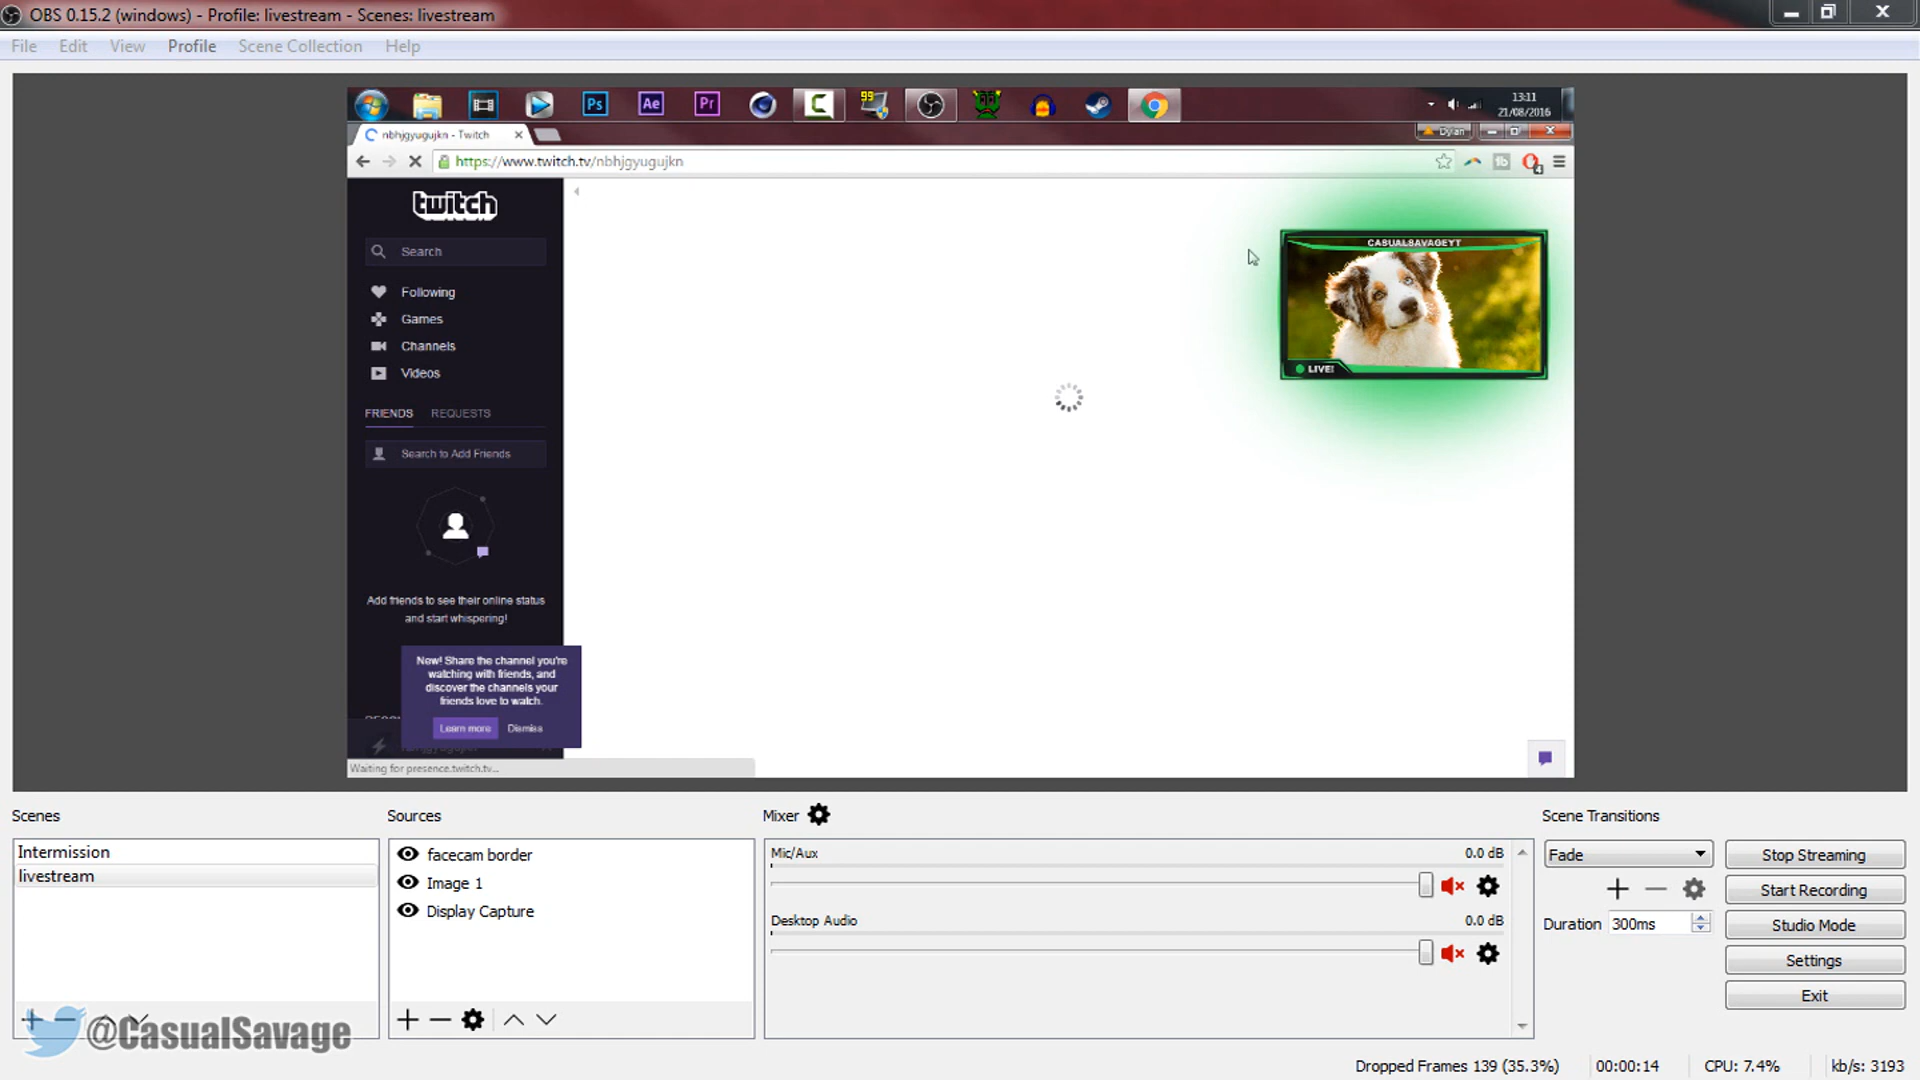 OBS 0.15.2 (windows) - Profile: livestream - Scenes: livestream
File Edit View Profile Scene Collection Help
Ps Ae Pr 99
13:11
21/08/2016
nbhjgyugujkn - Twitch
Dylan
https://www.twitch.tv/nbhjgyugujkn
twitch
Search
Following
Games
Channels
Videos
FRIENDS REQUESTS
Search to Add Friends
Add friends to see their online status
and start whispering!
New! Share the channel you're
watching with friends, and
discover the channels your
friends love to watch.
Learn more Dismiss
Waiting for presence.twitch.tv...
CASUALSAVAGEYT
LIVE!
Scenes
Intermission
livestream
@CasualSavage
Sources
facecam border
Image 1
Display Capture
Mixer
Mic/Aux 0.0 dB
Desktop Audio 0.0 dB
Scene Transitions
Fade
Duration 300ms
Stop Streaming
Start Recording
Studio Mode
Settings
Exit
Dropped Frames 139 (35.3%) 00:00:14 CPU: 7.4% kb/s: 3193